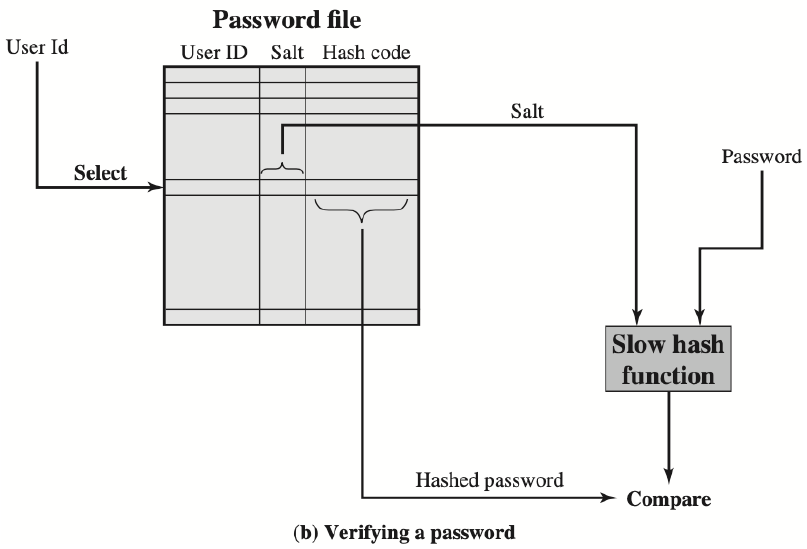 Password file
User Id
User ID Salt Hash code
Salt
Password
Select
Slow hash
function
Hashed password
Compare
(b) Verifying a password